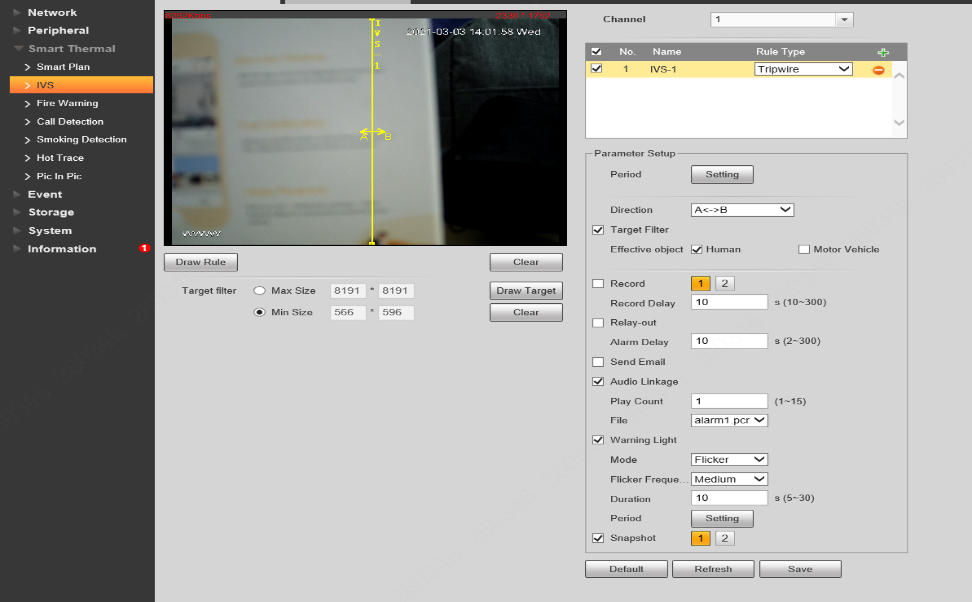 Network
Peripheral
Smart Thermal
Smart Plan
IVS
Fire Warning
Call Detection
Smoking Detection
Hot Trace
Pic In Pic
Event
Storage
System
Information 1
2021-03-03 14:01:58 Wed
IVS-1
A B
Draw Rule Clear
Target filter Max Size 8191 * 8191 Draw Target
Min Size 566 * 596 Clear
Channel 1
No. Name Rule Type
1 IVS-1 Tripwire
Parameter Setup
Period Setting
Direction A<->B
Target Filter
Effective object Human Motor Vehicle
Record 1 2
Record Delay 10 s (10~300)
Relay-out
Alarm Delay 10 s (2~300)
Send Email
Audio Linkage
Play Count 1 (1~15)
File alarm1.pcr
Warning Light
Mode Flicker
Flicker Freque... Medium
Duration 10 s (5~30)
Period Setting
Snapshot 1 2
Default Refresh Save